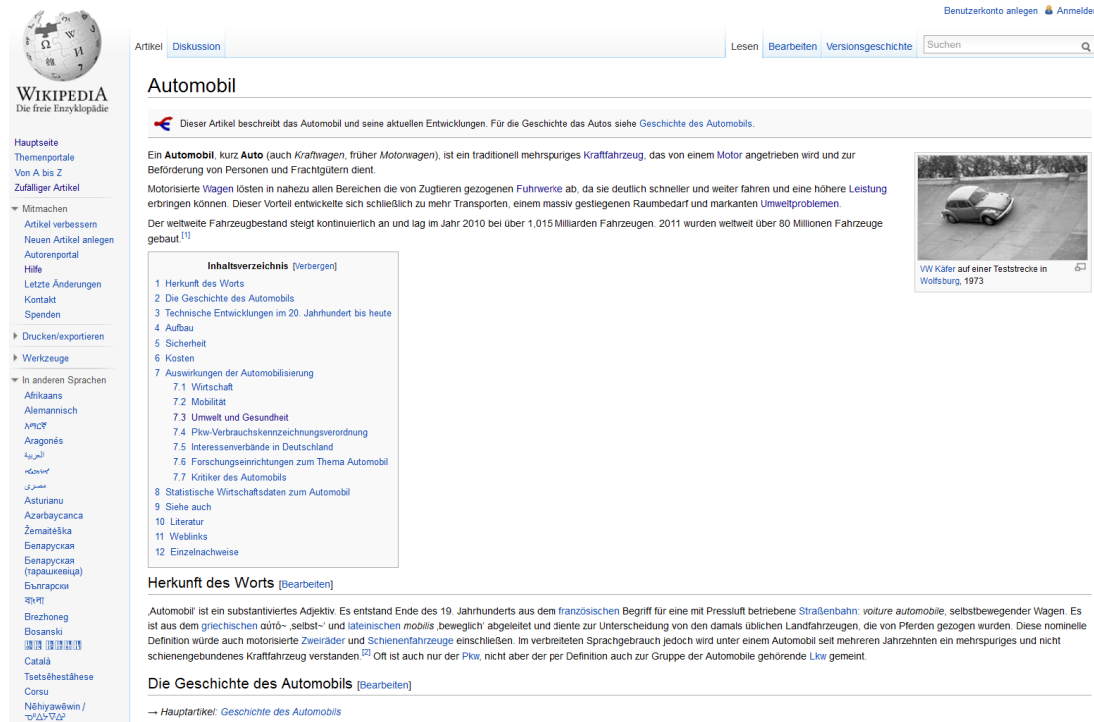 Benutzerkonto anlegen Anmelden
WIKIPEDIA
Die freie Enzyklopädie
Artikel Diskussion
Lesen Bearbeiten Versionsgeschichte Suchen
Hauptseite
Themenportale
Von A bis Z
Zufälliger Artikel
Mitmachen
Artikel verbessern
Neuen Artikel anlegen
Autorenportal
Hilfe
Letzte Änderungen
Kontakt
Spenden
Drucken/exportieren
Werkzeuge
In anderen Sprachen
Afrikaans
Alemannisch
አማርኛ
Aragonés
العربية
مصرى
Asturianu
Azərbaycanca
Žemaitėška
Беларуская
Беларуская
(тарашкевіца)
Български
বাংলা
Brezhoneg
Bosanski
Català
Tsetsêhestâhese
Corsu
Nēhiyawēwin /
ᓀᐦᐃᔭᐍᐏᐣ
Automobil
Dieser Artikel beschreibt das Automobil und seine aktuellen Entwicklungen. Für die Geschichte das Autos siehe Geschichte des Automobils.
Ein Automobil, kurz Auto (auch Kraftwagen, früher Motorwagen), ist ein traditionell mehrspuriges Kraftfahrzeug, das von einem Motor angetrieben wird und zur
Beförderung von Personen und Frachtgütern dient.
Motorisierte Wagen lösten in nahezu allen Bereichen die von Zugtieren gezogenen Fuhrwerke ab, da sie deutlich schneller und weiter fahren und eine höhere Leistung
erbringen können. Dieser Vorteil entwickelte sich schließlich zu mehr Transporten, einem massiv gestiegenen Raumbedarf und markanten Umweltproblemen.
Der weltweite Fahrzeugbestand steigt kontinuierlich an und lag im Jahr 2010 bei über 1,015 Milliarden Fahrzeugen. 2011 wurden weltweit über 80 Millionen Fahrzeuge
gebaut.[1]
VW Käfer auf einer Teststrecke in
Wolfsburg, 1973
Inhaltsverzeichnis [Verbergen]
1 Herkunft des Worts
2 Die Geschichte des Automobils
3 Technische Entwicklungen im 20. Jahrhundert bis heute
4 Aufbau
5 Sicherheit
6 Kosten
7 Auswirkungen der Automobilisierung
7.1 Wirtschaft
7.2 Mobilität
7.3 Umwelt und Gesundheit
7.4 Pkw-Verbrauchskennzeichnungsverordnung
7.5 Interessenverbände in Deutschland
7.6 Forschungseinrichtungen zum Thema Automobil
7.7 Kritiker des Automobils
8 Statistische Wirtschaftsdaten zum Automobil
9 Siehe auch
10 Literatur
11 Weblinks
12 Einzelnachweise
Herkunft des Worts [Bearbeiten]
‚Automobil‘ ist ein substantiviertes Adjektiv. Es entstand Ende des 19. Jahrhunderts aus dem französischen Begriff für eine mit Pressluft betriebene Straßenbahn: voiture automobile, selbstbewegender Wagen. Es
ist aus dem griechischen αὐτό~ ‚selbst~‘ und lateinischen mobilis ‚beweglich‘ abgeleitet und diente zur Unterscheidung von den damals üblichen Landfahrzeugen, die von Pferden gezogen wurden. Diese nominelle
Definition würde auch motorisierte Zweiräder und Schienenfahrzeuge einschließen. Im verbreiteten Sprachgebrauch jedoch wird unter einem Automobil seit mehreren Jahrzehnten ein mehrspuriges und nicht
schienengebundenes Kraftfahrzeug verstanden.[2] Oft ist auch nur der Pkw, nicht aber der per Definition auch zur Gruppe der Automobile gehörende Lkw gemeint.
Die Geschichte des Automobils [Bearbeiten]
→ Hauptartikel: Geschichte des Automobils